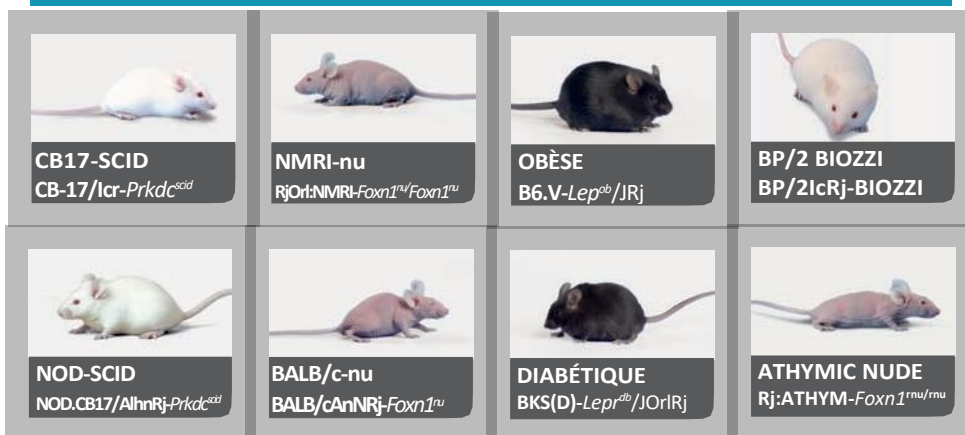 CB17-SCID
CB-17/Icr-Prkdcscid
NMRI-nu
RjOrl:NMRI-Foxn1nu/Foxn1nu
OBÈSE
B6.V-Lepob/JRj
BP/2 BIOZZI
BP/2IcRj-BIOZZI
NOD-SCID
NOD.CB17/AlhnRj-Prkdcscid
BALB/c-nu
BALB/cAnNRj-Foxn1nu
DIABÉTIQUE
BKS(D)-Leprdb/JOrlRj
ATHYMIC NUDE
Rj:ATHYM-Foxn1rnu/rnu